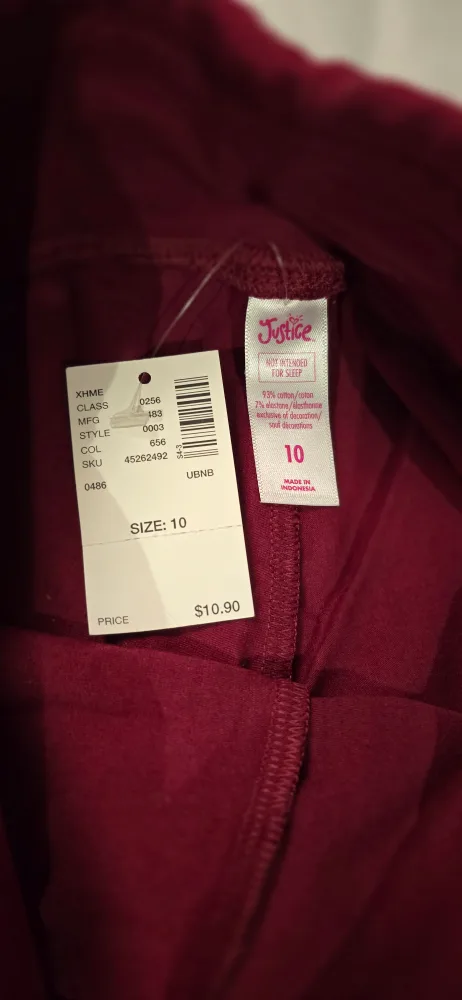 XHME
CLASS 0256
MFG 483
STYLE 0003
COL 656
SKU 45262492
S4-3
0486 UBNB
SIZE: 10
PRICE $10.90
Justice
NOT INTENDED
FOR SLEEP
93% cotton/coton
7% elastane/élasthanne
exclusive of decoration/
sauf décorations
10
MADE IN
INDONESIA